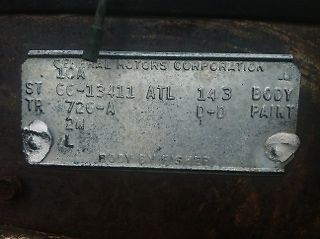 GENERAL MOTORS CORPORATION
10A
ST 66-13411 ATL 143 BODY
TR 726-A D-D PAINT
2W
L
BODY BY FISHER